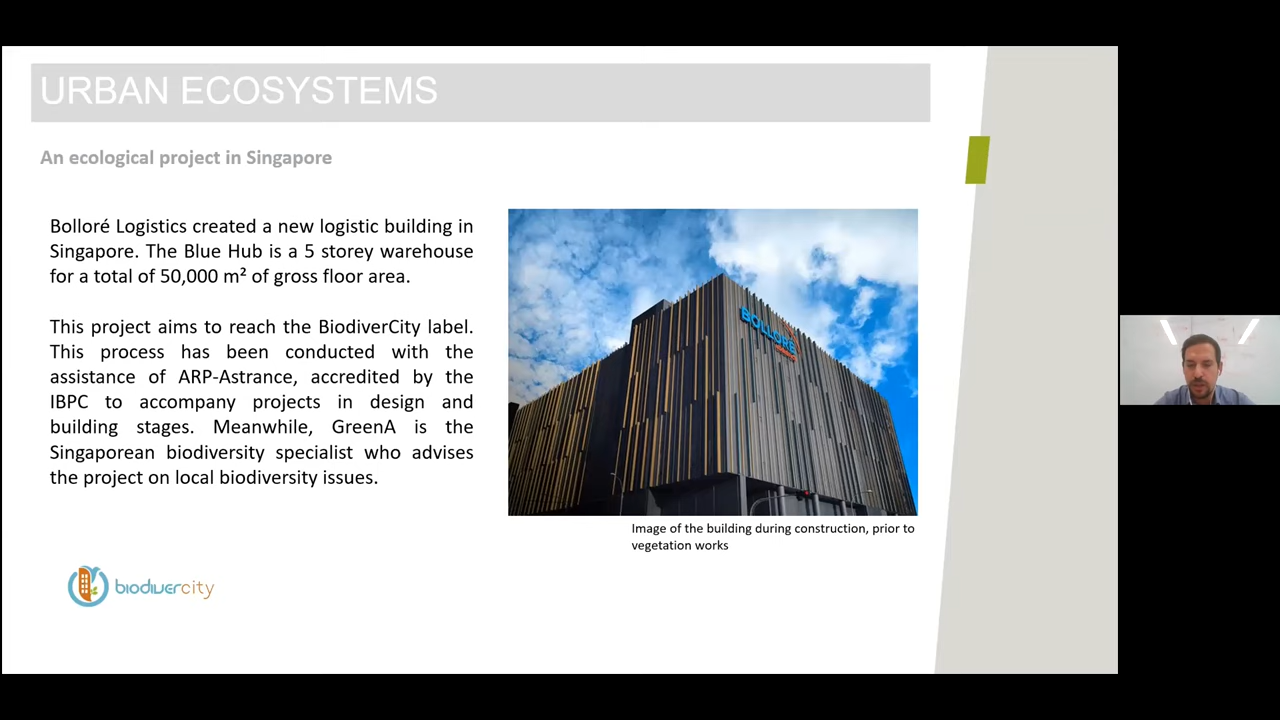 URBAN ECOSYSTEMS
An ecological project in Singapore
Bolloré Logistics created a new logistic building in
Singapore. The Blue Hub is a 5 storey warehouse
for a total of 50,000 m² of gross floor area.
This project aims to reach the BiodiverCity label.
This process has been conducted with the
assistance of ARP-Astrance, accredited by the
IBPC to accompany projects in design and
building stages. Meanwhile, GreenA is the
Singaporean biodiversity specialist who advises
the project on local biodiversity issues.
BOLLORÉ
Image of the building during construction, prior to
vegetation works
biodivercity